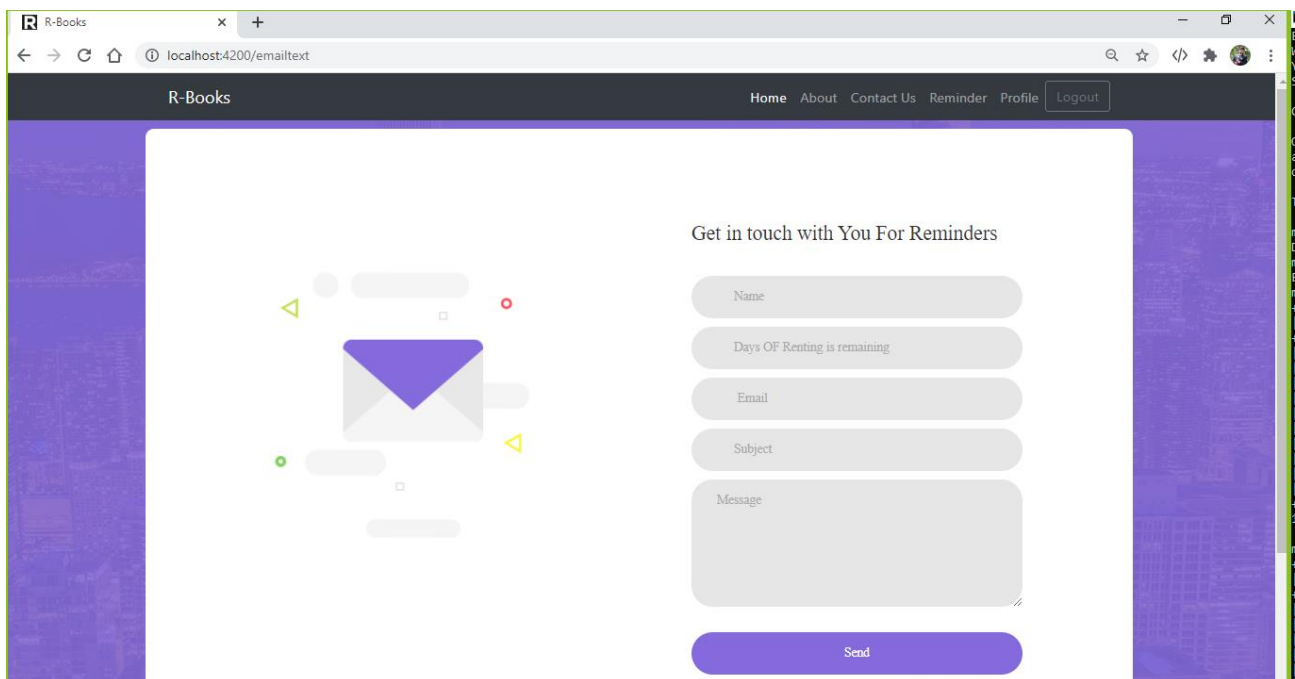 R R-Books
localhost:4200/emailtext
R-Books Home About Contact Us Reminder Profile Logout
Get in touch with You For Reminders
Name
Days OF Renting is remaining
Email
Subject
Message
Send